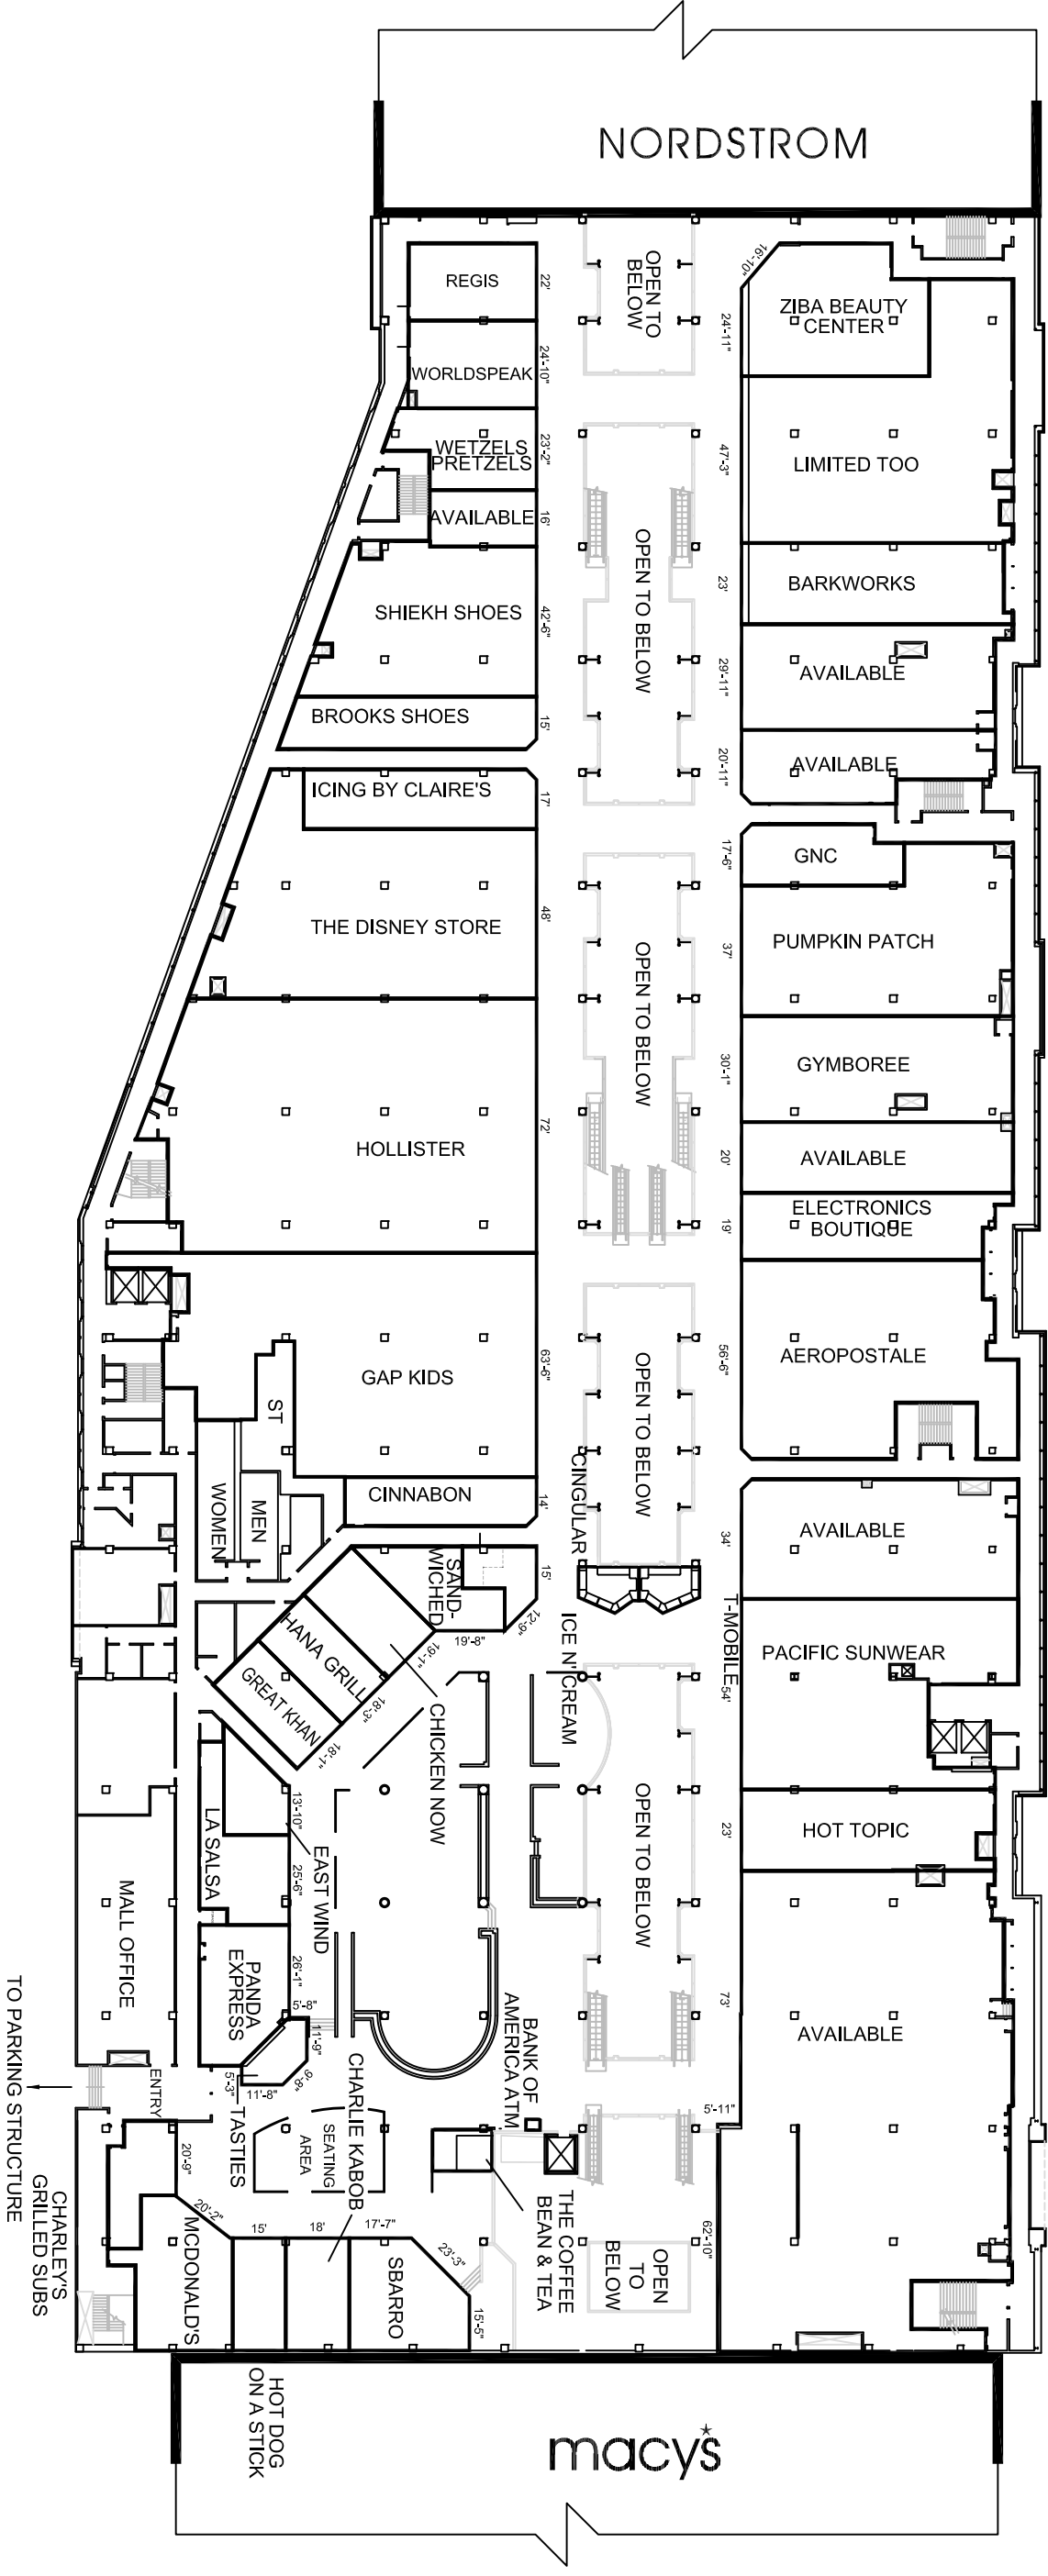 NORDSTROM
OPEN TO
BELOW
16'-10"
ZIBA BEAUTY
CENTER
24'-11"
REGIS
22'
WORLDSPEAK
24'-10"
WETZELS
PRETZELS
23'-2"
AVAILABLE
16'
LIMITED TOO
47'-3"
OPEN TO BELOW
BARKWORKS
23'
SHIEKH SHOES
42'-6"
AVAILABLE
29'-11"
BROOKS SHOES
15'
AVAILABLE
20'-11"
ICING BY CLAIRE'S
17'
GNC
17'-6"
THE DISNEY STORE
48'
OPEN TO BELOW
PUMPKIN PATCH
37'
GYMBOREE
30'-1"
HOLLISTER
72'
AVAILABLE
20'
ELECTRONICS
BOUTIQUE
19'
GAP KIDS
63'-6"
OPEN TO BELOW
AEROPOSTALE
56'-6"
ST
WOMEN
MEN
CINNABON
14'
CINGULAR
AVAILABLE
34'
SAND-
WICHED
15'
12'-9"
19'-8"
ICE N'CREAM
T-MOBILE
PACIFIC SUNWEAR
54'
HANA GRILL
GREAT KHAN
19'-1"
18'-3"
18'-1"
CHICKEN NOW
OPEN TO BELOW
HOT TOPIC
23'
LA SALSA
13'-10"
25'-6"
EAST WIND
MALL OFFICE
PANDA
EXPRESS
26'-1"
5'-8"
11'-9"
9'-8"
5'-3"
11'-8"
TASTIES
BANK OF
AMERICA ATM
AVAILABLE
73'
5'-11"
62'-10"
TO PARKING STRUCTURE
ENTRY
CHARLIE KABOB
SEATING
AREA
20'-9"
20'-2"
MCDONALD'S
15'
18'
17'-7"
23'-3"
15'-5"
SBARRO
THE COFFEE
BEAN & TEA
OPEN
TO
BELOW
CHARLEY'S
GRILLED SUBS
HOT DOG
ON A STICK
macy's